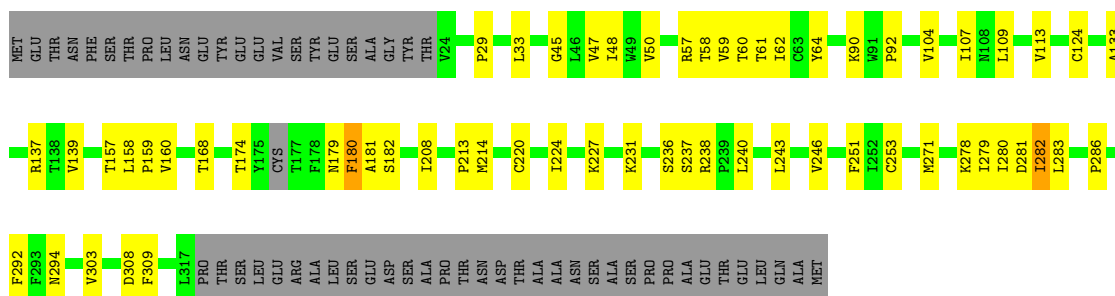 MET GLU THR ASN PHE SER THR PRO LEU ASN GLU TYR GLU GLU VAL SER TYR GLU SER ALA GLY TYR THR V24 P29 L33 G45 L46 V47 I48 W49 V50 R57 T58 V59 T60 T61 I62 C63 Y64 K90 W91 P92 V104 I107 N108 L109 V113 C124 A133
R137 T138 V139 T157 L158 P159 V160 T168 T174 Y175 CYS T177 F178 N179 F180 A181 S182 I208 P213 M214 C220 I224 K227 K231 S236 S237 R238 P239 L240 L243 V246 F251 I252 C253 M271 K278 I279 I280 D281 I282 L283 P286
F292 F293 N294 V303 D308 F309 L317 PRO THR SER LEU GLU ARG ALA LEU SER GLU ASP SER ALA PRO THR ASN ASP THR ALA ALA ASN SER ALA SER PRO PRO ALA GLU THR GLU LEU GLN ALA MET